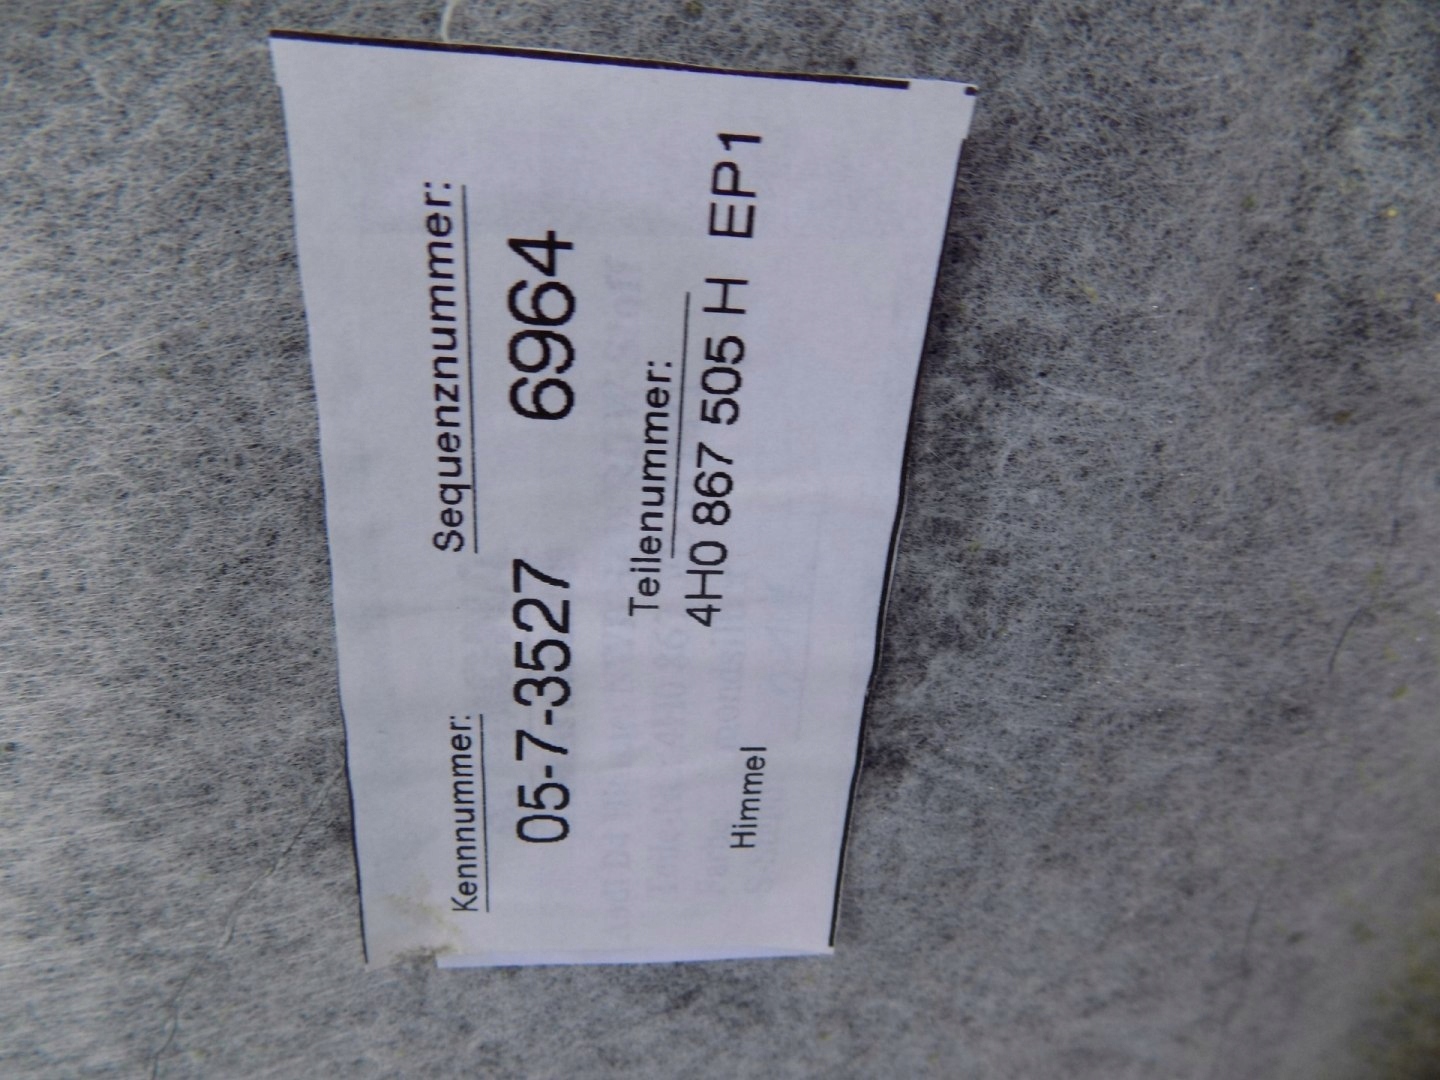 Kennnummer: Sequenznummer:
05-7-3527 6964
Teilenummer:
Himmel 4H0 867 505 H EP1